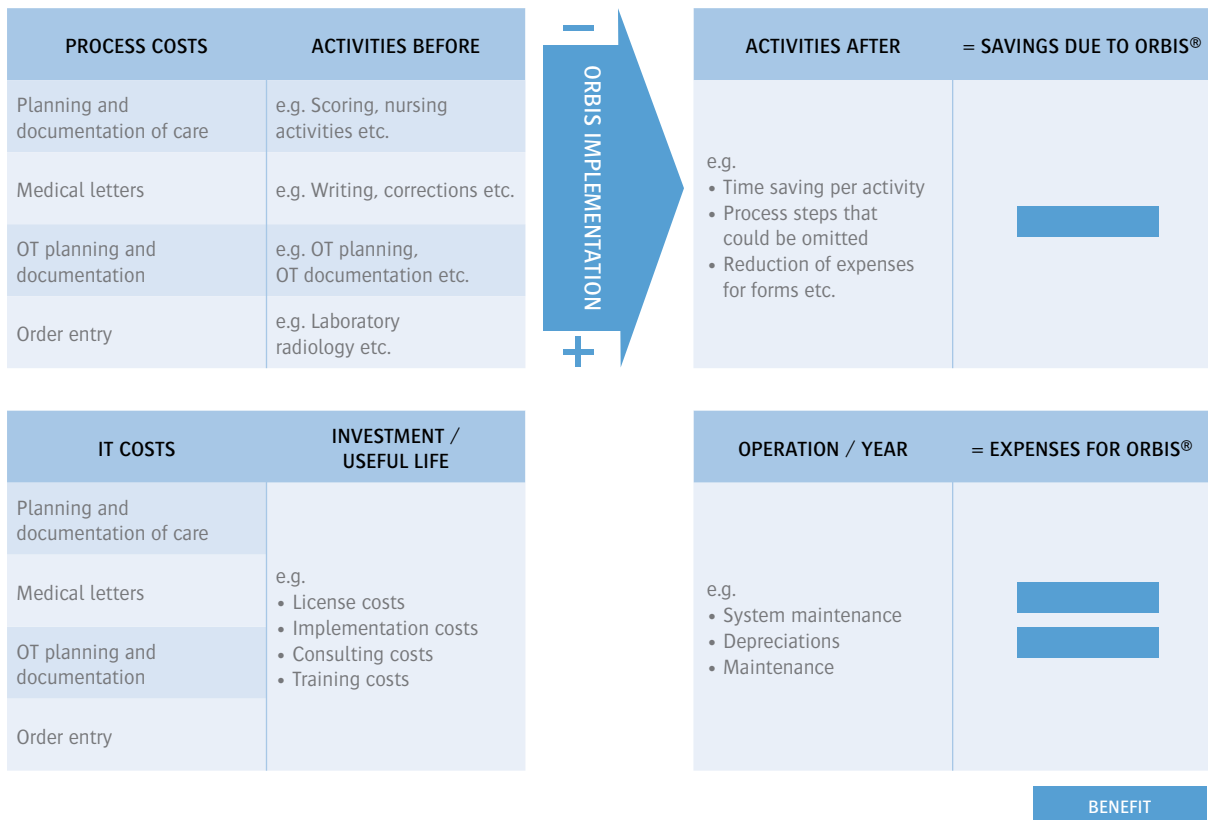 PROCESS COSTS
ACTIVITIES BEFORE
Planning and
documentation of care
e.g. Scoring, nursing
activities etc.
Medical letters
e.g. Writing, corrections etc.
OT planning and
documentation
e.g. OT planning,
OT documentation etc.
Order entry
e.g. Laboratory
radiology etc.
–
ORBIS IMPLEMENTATION
+
ACTIVITIES AFTER
= SAVINGS DUE TO ORBIS®
e.g.
• Time saving per activity
• Process steps that
could be omitted
• Reduction of expenses
for forms etc.
IT COSTS
INVESTMENT /
USEFUL LIFE
Planning and
documentation of care
Medical letters
OT planning and
documentation
Order entry
e.g.
• License costs
• Implementation costs
• Consulting costs
• Training costs
OPERATION / YEAR
= EXPENSES FOR ORBIS®
e.g.
• System maintenance
• Depreciations
• Maintenance
BENEFIT